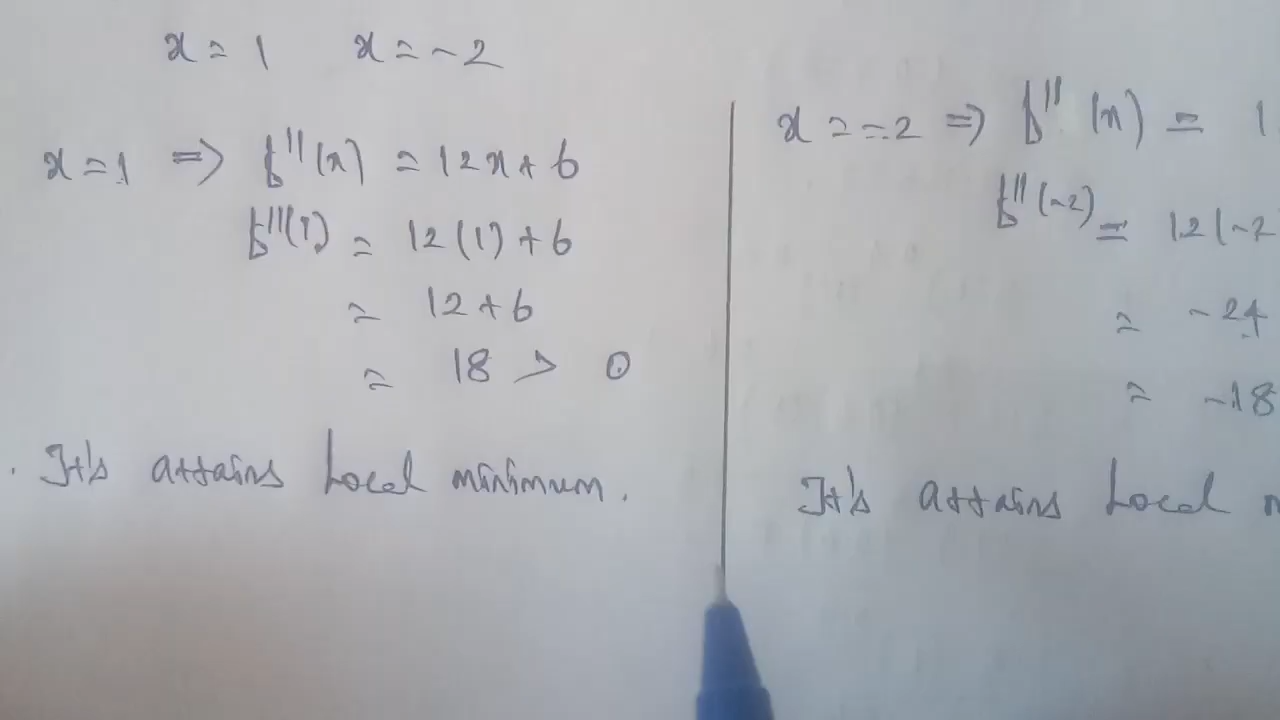 x = 1 x = -2
x = 1 ⇒ f''(x) = 12x + 6
f''(1) = 12(1) + 6
= 12 + 6
= 18 > 0
. It's attains Local minimum.
x = -2 ⇒ f''(x) = 1
f''(-2) = 12(-2
= -24
= -18
It's attains Local